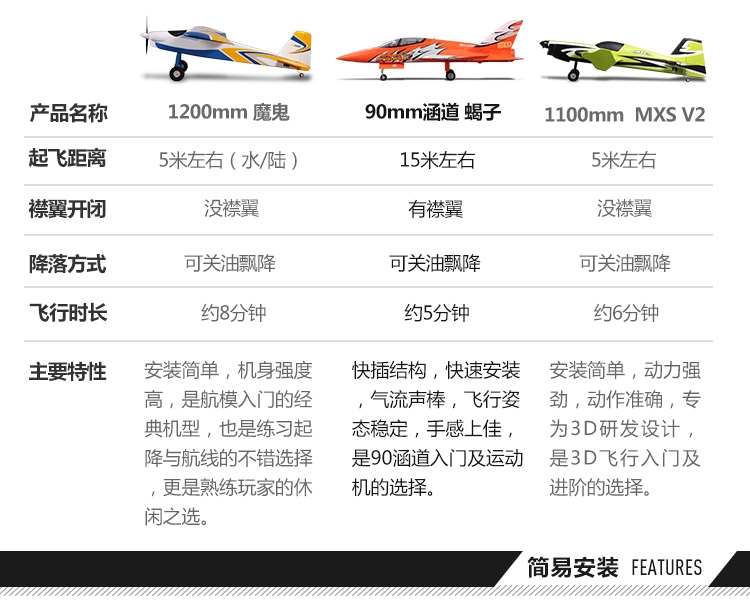 产品名称 1200mm 魔鬼 90mm涵道 蝎子 1100mm MXS V2
起飞距离 5米左右（水/陆） 15米左右 5米左右
襟翼开闭 没襟翼 有襟翼 没襟翼
降落方式 可关油飘降 可关油飘降 可关油飘降
飞行时长 约8分钟 约5分钟 约6分钟
主要特性
安装简单，机身强度
高，是航模入门的经
典机型，也是练习起
降与航线的不错选择
，更是熟练玩家的休
闲之选。
快插结构，快速安装
，气流声棒，飞行姿
态稳定，手感上佳，
是90涵道入门及运动
机的选择。
安装简单，动力强
劲，动作准确，专
为3D研发设计，
是3D飞行入门及
进阶的选择。
简易安装 FEATURES